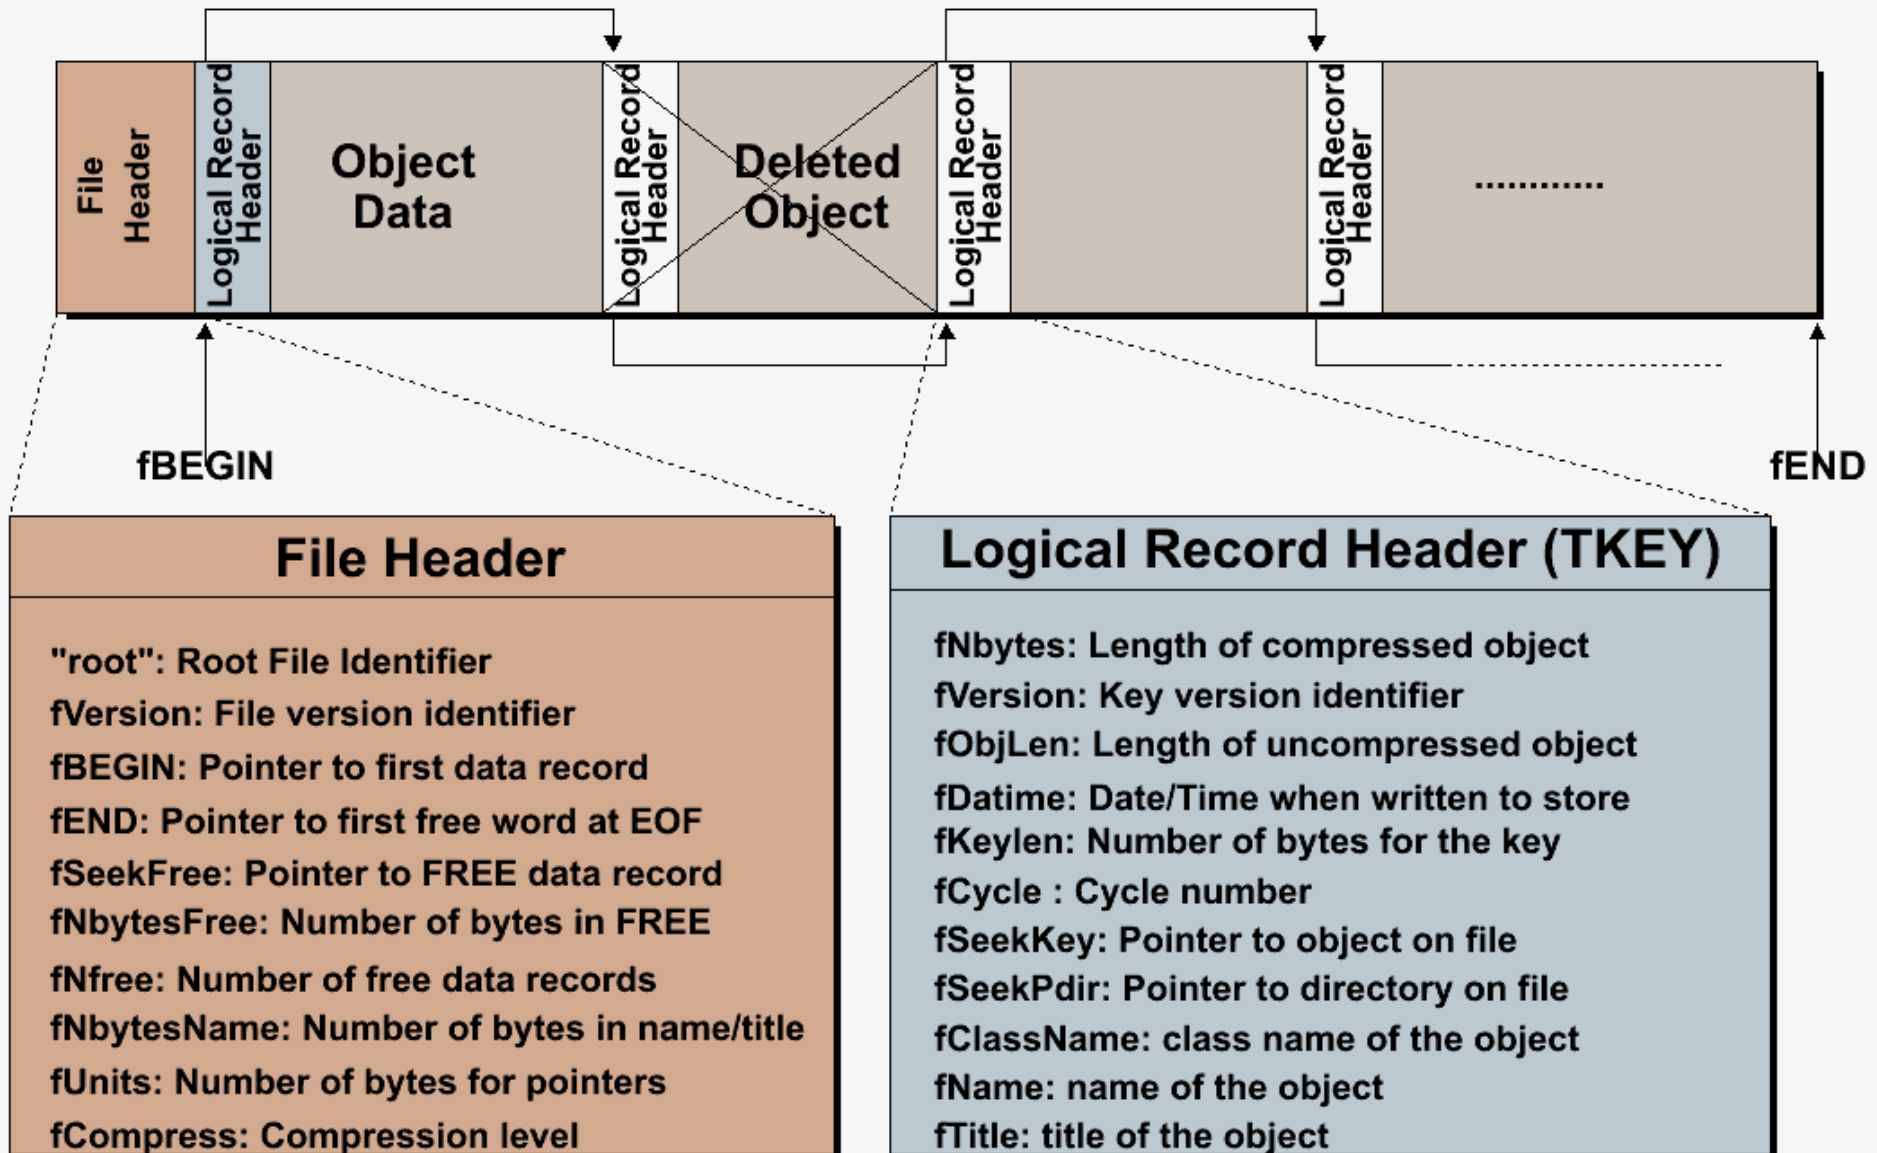 File
Header
Logical Record
Header
Object
Data
Logical Record
Header
Deleted
Object
Logical Record
Header
Logical Record
Header
............
fBEGIN
fEND
File Header
"root": Root File Identifier
fVersion: File version identifier
fBEGIN: Pointer to first data record
fEND: Pointer to first free word at EOF
fSeekFree: Pointer to FREE data record
fNbytesFree: Number of bytes in FREE
fNfree: Number of free data records
fNbytesName: Number of bytes in name/title
fUnits: Number of bytes for pointers
fCompress: Compression level
Logical Record Header (TKEY)
fNbytes: Length of compressed object
fVersion: Key version identifier
fObjLen: Length of uncompressed object
fDatime: Date/Time when written to store
fKeylen: Number of bytes for the key
fCycle : Cycle number
fSeekKey: Pointer to object on file
fSeekPdir: Pointer to directory on file
fClassName: class name of the object
fName: name of the object
fTitle: title of the object